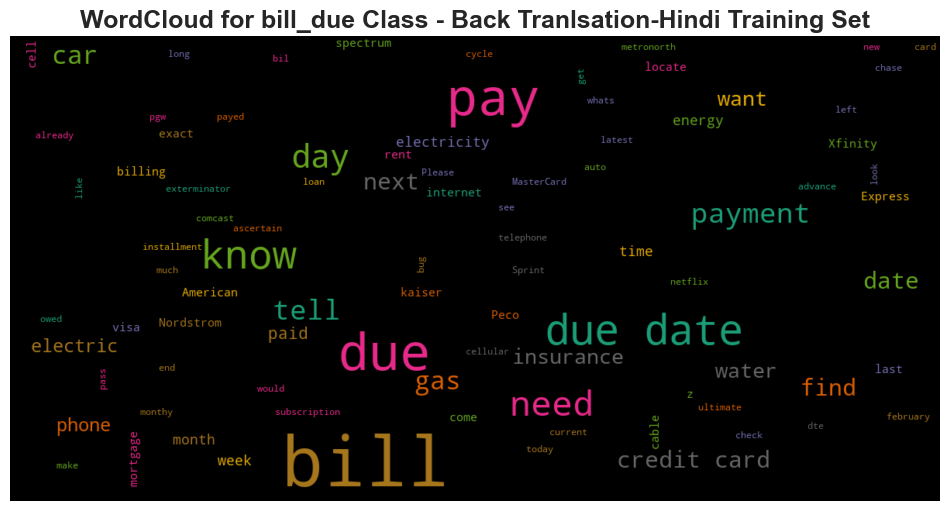 WordCloud for bill_due Class - Back Tranlsation-Hindi Training Set
cell
car
long
bil
spectrum
cycle
metronorth
locate
new
card
chase
get
whats
want
left
pay
energy
pgw
payed
already
exact
electricity
latest
Xfinity
day
rent
billing
next
Please
auto
look
like
exterminator
loan
internet
MasterCard
advance
Express
see
payment
comcast
ascertain
telephone
installment
know
time
much
bug
Sprint
American
kaiser
netflix
date
owed
visa
Nordstrom
tell
paid
Peco
due date
electric
due
cellular
insurance
water
last
end
pass
gas
would
need
z
find
ultimate
monthy
subscription
come
february
phone
month
current
cable
check
dte
mortgage
week
bill
today
credit card
make